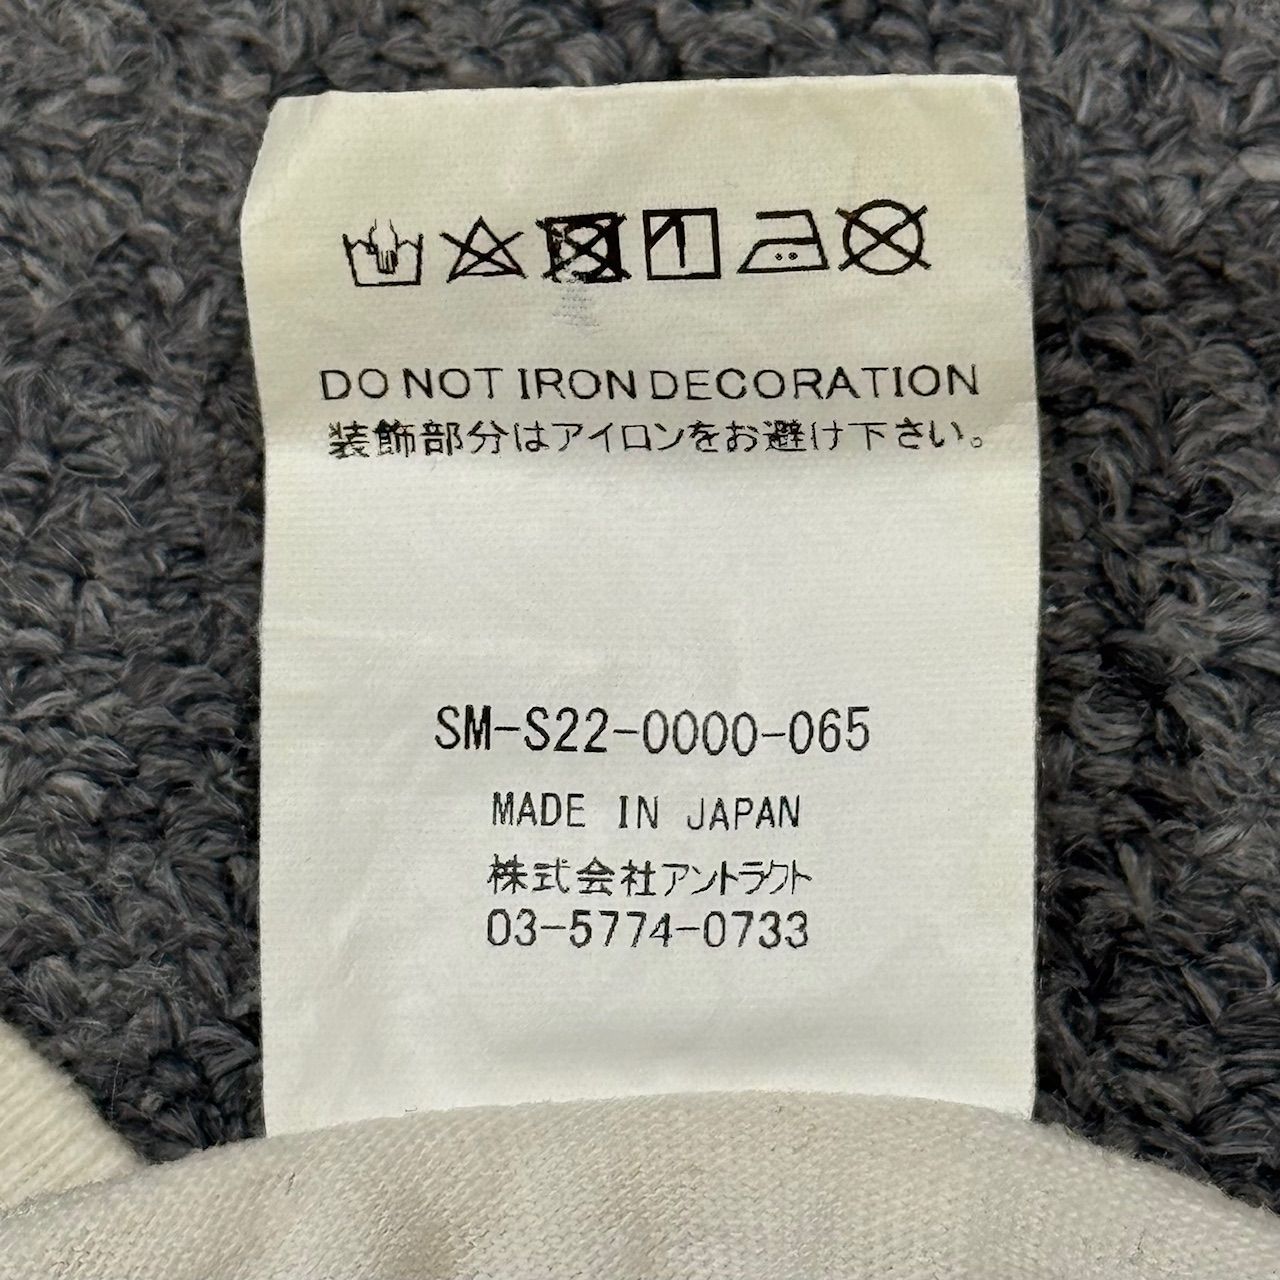 DO NOT IRON DECORATION
装飾部分はアイロンをお避け下さい。
SM-S22-0000-065
MADE IN JAPAN
株式会社アントラクト
03-5774-0733